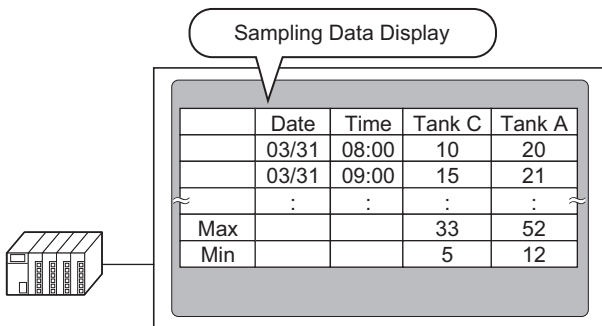 Sampling Data Display
Date Time Tank C Tank A
03/31 08:00 10 20
03/31 09:00 15 21
: : : :
Max 33 52
Min 5 12